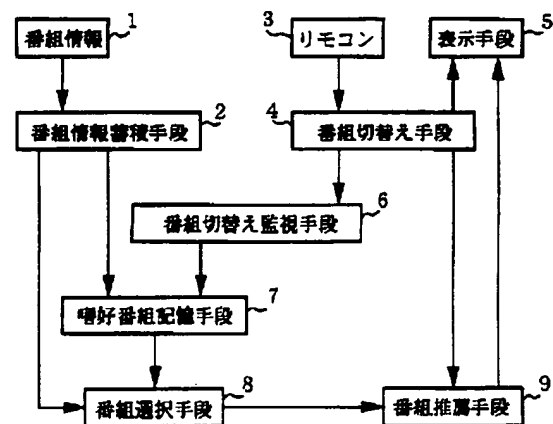 番組情報 1
3 リモコン
表示手段 5
番組情報蓄積手段 2
4 番組切替え手段
番組切替え監視手段 6
嗜好番組記憶手段 7
番組選択手段 8
番組推薦手段 9